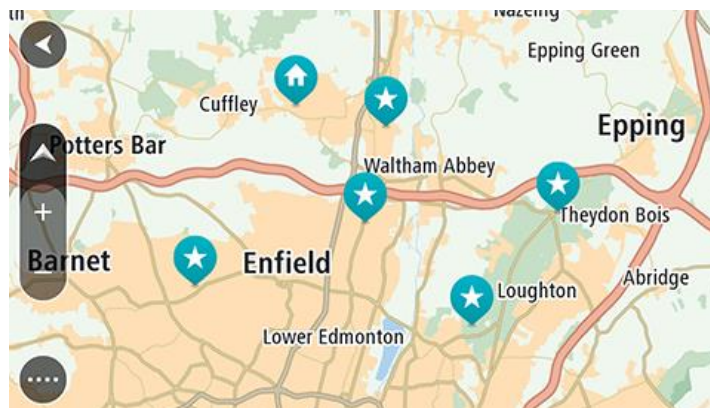 Nazeing
Epping Green
Cuffley
Epping
Potters Bar
Waltham Abbey
Theydon Bois
Barnet
Enfield
Loughton
Abridge
Lower Edmonton